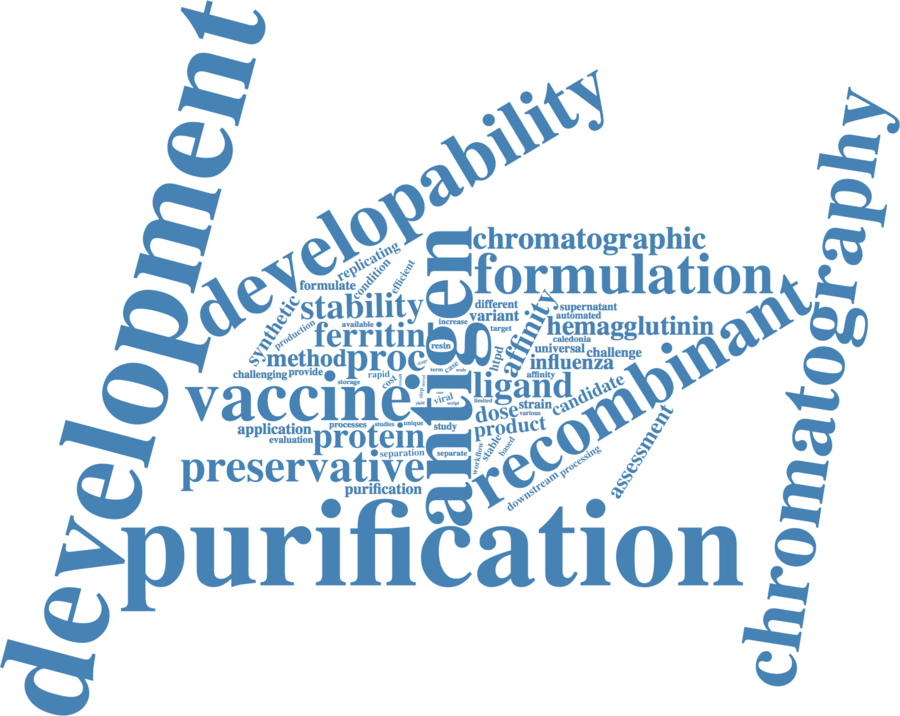 development
developability
chromatography
antigen
chromatographic
formulation
replicating
condition
efficient
formulate
synthetic
stability
production
available
ferritin
increase
different
variant
target
affinity
supernatant
automated
hemagglutinin
caledonia
resin
method
proc
universal
challenge
htpd
influenza
challenging
provide
rapid
cost
term
case
affinity
storage
vaccine
viral
script
ligand
limited
candidate
recombinant
dose
strain
various
product
application
processes
studies
unique
study
evaluation
protein
separation
separate
workflow
stable
based
preservative
purification
downstream processing
assessment
purification